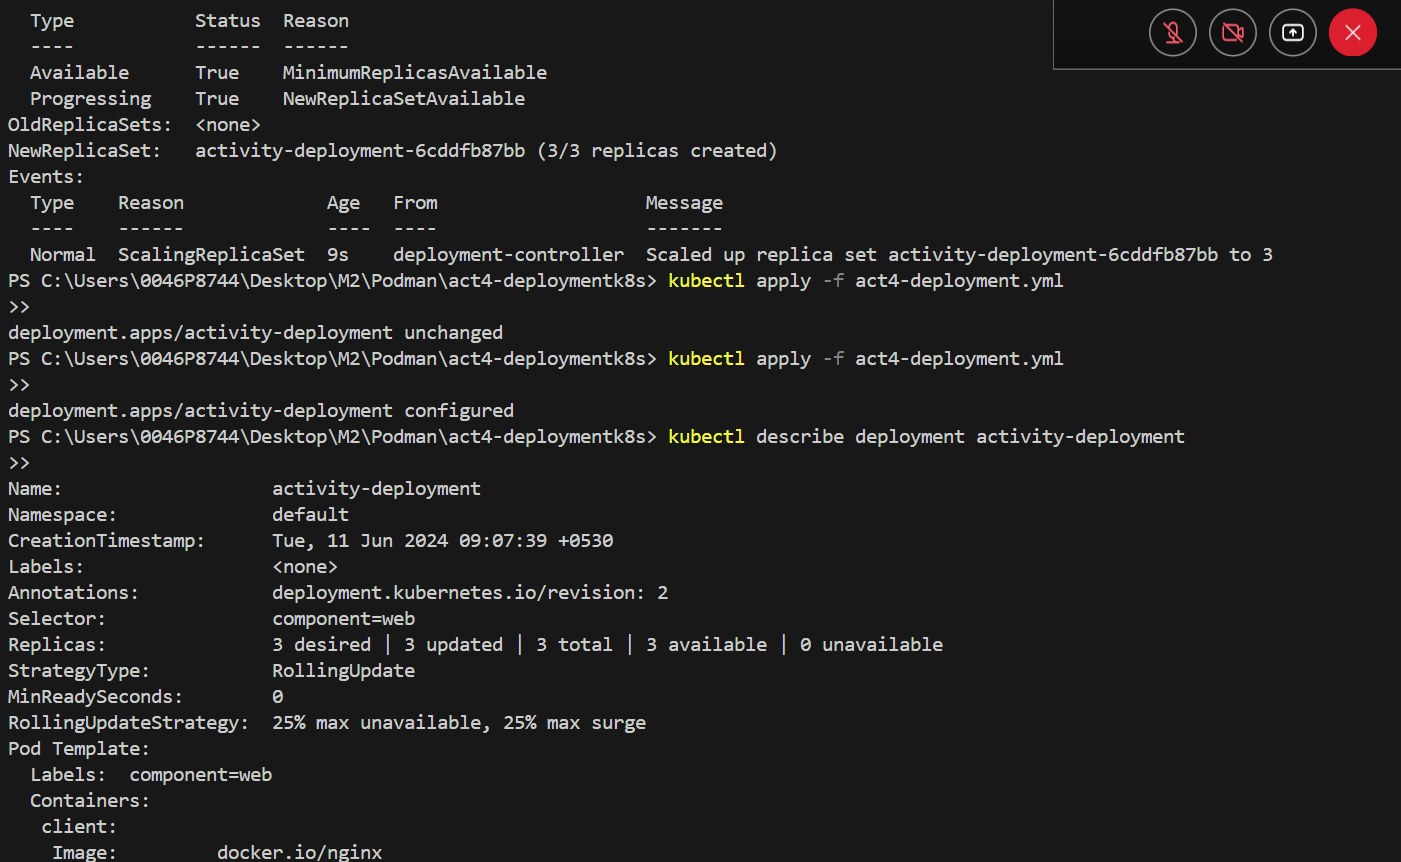 Type Status Reason
---- ------ ------
Available True MinimumReplicasAvailable
Progressing True NewReplicaSetAvailable
OldReplicaSets: <none>
NewReplicaSet: activity-deployment-6cddfb87bb (3/3 replicas created)
Events:
Type Reason Age From Message
---- ------ ---- ---- -------
Normal ScalingReplicaSet 9s deployment-controller Scaled up replica set activity-deployment-6cddfb87bb to 3
PS C:\Users\0046P8744\Desktop\M2\Podman\act4-deploymentk8s> kubectl apply -f act4-deployment.yml
>>
deployment.apps/activity-deployment unchanged
PS C:\Users\0046P8744\Desktop\M2\Podman\act4-deploymentk8s> kubectl apply -f act4-deployment.yml
>>
deployment.apps/activity-deployment configured
PS C:\Users\0046P8744\Desktop\M2\Podman\act4-deploymentk8s> kubectl describe deployment activity-deployment
>>
Name: activity-deployment
Namespace: default
CreationTimestamp: Tue, 11 Jun 2024 09:07:39 +0530
Labels: <none>
Annotations: deployment.kubernetes.io/revision: 2
Selector: component=web
Replicas: 3 desired | 3 updated | 3 total | 3 available | 0 unavailable
StrategyType: RollingUpdate
MinReadySeconds: 0
RollingUpdateStrategy: 25% max unavailable, 25% max surge
Pod Template:
Labels: component=web
Containers:
client:
Image: docker.io/nginx